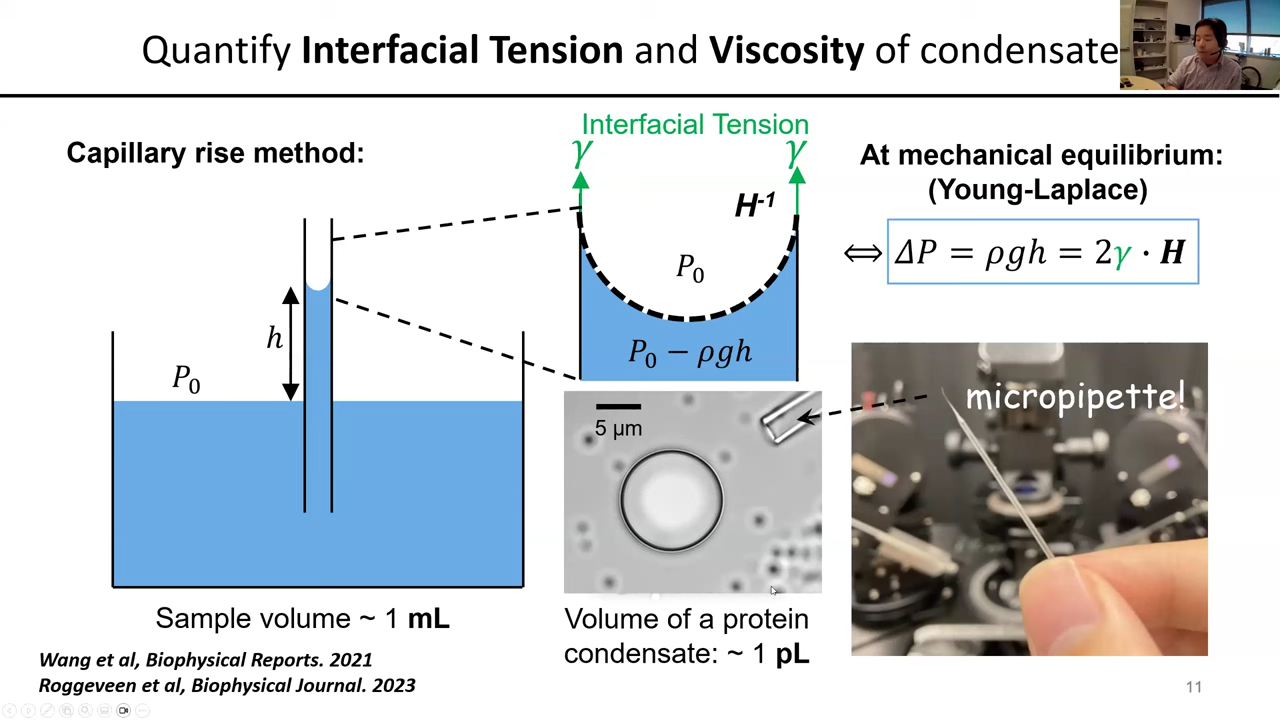 Quantify Interfacial Tension and Viscosity of condensate
Capillary rise method:
Interfacial Tension
γ
γ
H⁻¹
P₀
P₀ − ρgh
At mechanical equilibrium:
(Young-Laplace)
⇔ ΔP = ρgh = 2γ · H
h
P₀
5 μm
micropipette!
Sample volume ~ 1 mL
Volume of a protein
condensate: ~ 1 pL
Wang et al, Biophysical Reports. 2021
Roggeveen et al, Biophysical Journal. 2023
11